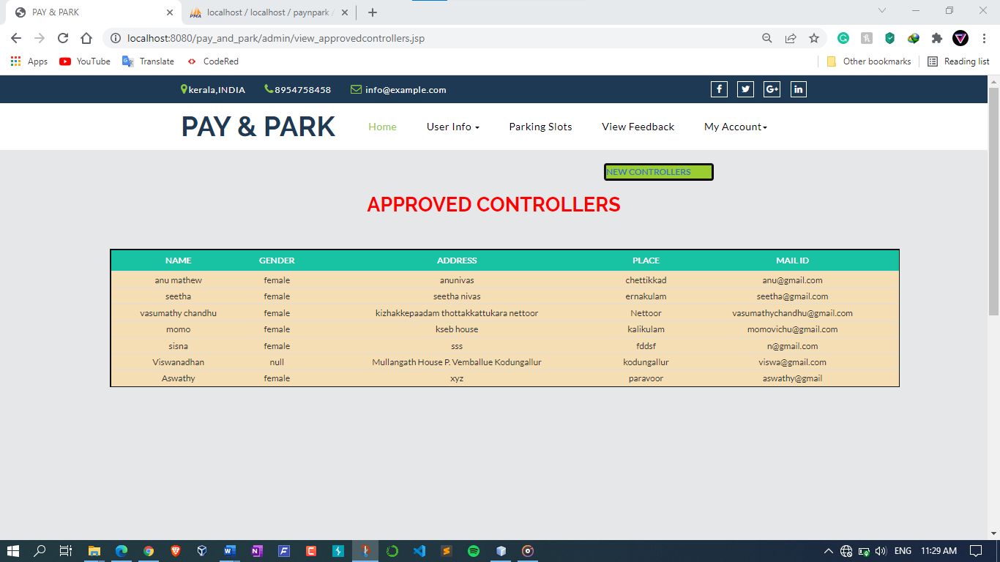 PAY & PARK
localhost / localhost / paynpark /
localhost:8080/pay_and_park/admin/view_approvedcontrollers.jsp
Apps YouTube Translate CodeRed Other bookmarks Reading list
kerala,INDIA 8954758458 info@example.com
PAY & PARK Home User Info Parking Slots View Feedback My Account
NEW CONTROLLERS
APPROVED CONTROLLERS
NAME GENDER ADDRESS PLACE MAIL ID
anu mathew female anunivas chettikkad anu@gmail.com
seetha female seetha nivas ernakulam seetha@gmail.com
vasumathy chandhu female kizhakkepaadam thottakkattukara nettoor Nettoor vasumathychandhu@gmail.com
momo female kseb house kalikulam momovichu@gmail.com
sisna female sss fddsf n@gmail.com
Viswanadhan null Mullangath House P. Vemballue Kodungallur kodungallur viswa@gmail.com
Aswathy female xyz paravoor aswathy@gmail
ENG 11:29 AM